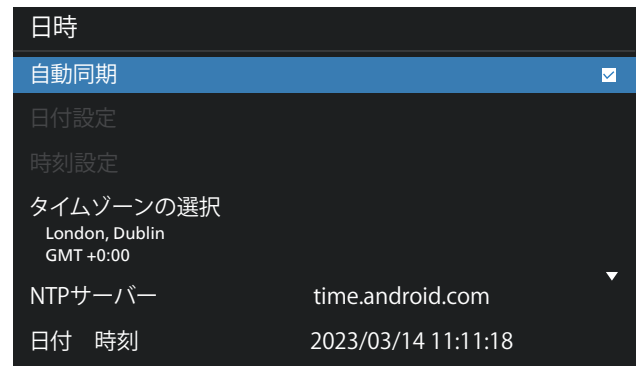 日時
自動同期
日付設定
時刻設定
タイムゾーンの選択
London, Dublin
GMT +0:00
NTPサーバー time.android.com
日付　時刻 2023/03/14 11:11:18